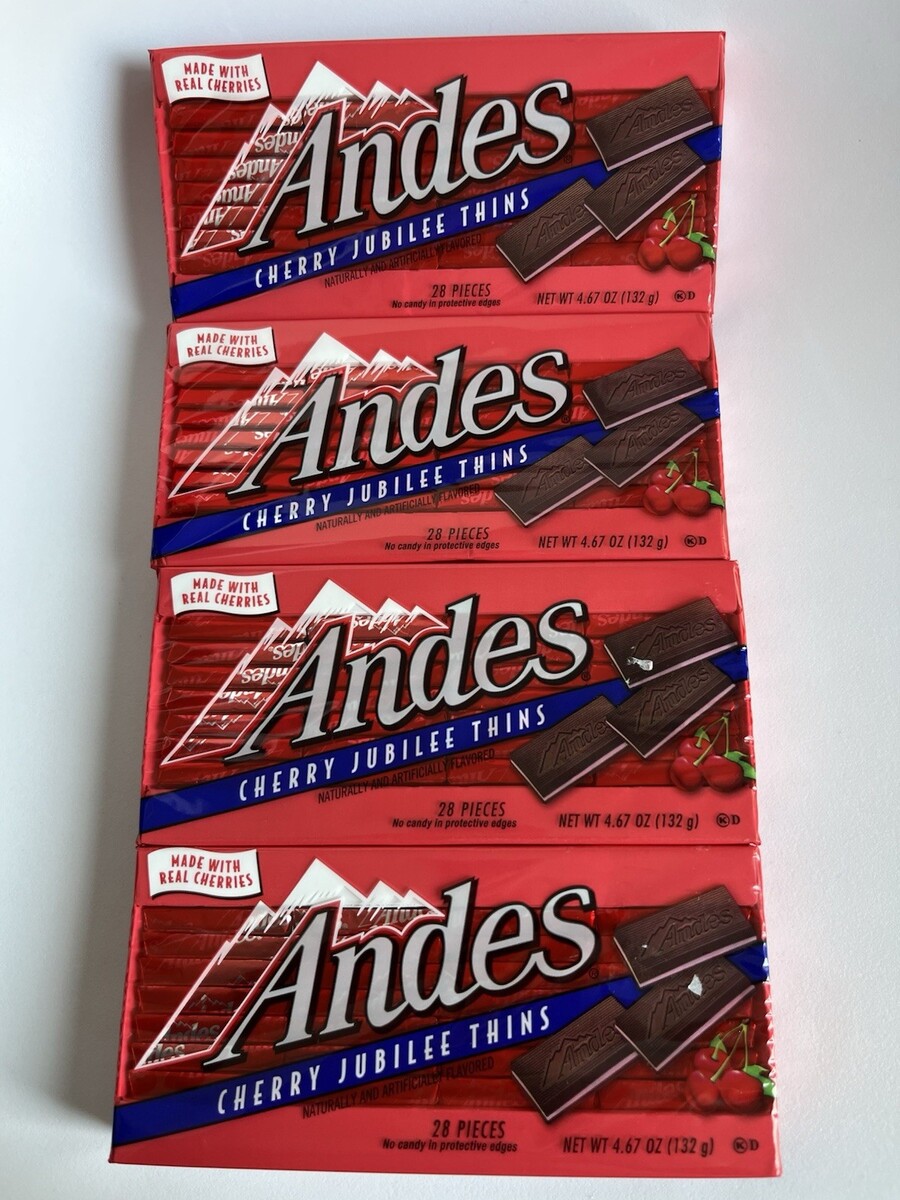 MADE WITH
REAL CHERRIES
Andes
CHERRY JUBILEE THINS
NATURALLY AND ARTIFICIALLY FLAVORED
28 PIECES
No candy in protective edges
NET WT 4.67 OZ (132 g) KD
MADE WITH
REAL CHERRIES
Andes
CHERRY JUBILEE THINS
NATURALLY AND ARTIFICIALLY FLAVORED
28 PIECES
No candy in protective edges
NET WT 4.67 OZ (132 g) KD
MADE WITH
REAL CHERRIES
Andes
CHERRY JUBILEE THINS
NATURALLY AND ARTIFICIALLY FLAVORED
28 PIECES
No candy in protective edges
NET WT 4.67 OZ (132 g) KD
MADE WITH
REAL CHERRIES
Andes
CHERRY JUBILEE THINS
NATURALLY AND ARTIFICIALLY FLAVORED
28 PIECES
No candy in protective edges
NET WT 4.67 OZ (132 g) KD